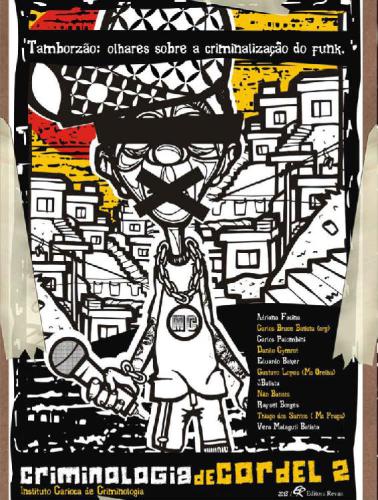 'Tamborzão: olhares sobre a criminalização do funk.'
MC
Adriana Facina
Carlos Bruce Batista (org)
Carlos Palombini
Danilo Cymrot
Eduardo Baker
Gustavo Lopes (Mc Orelha)
JBatista
Nilo Batista
Raquel Borges
Thiago dos Santos ( Mc Praga)
Vera Malaguti Batista
criminologia de cordel 2
Instituto Carioca de Criminologia
Editora Revan